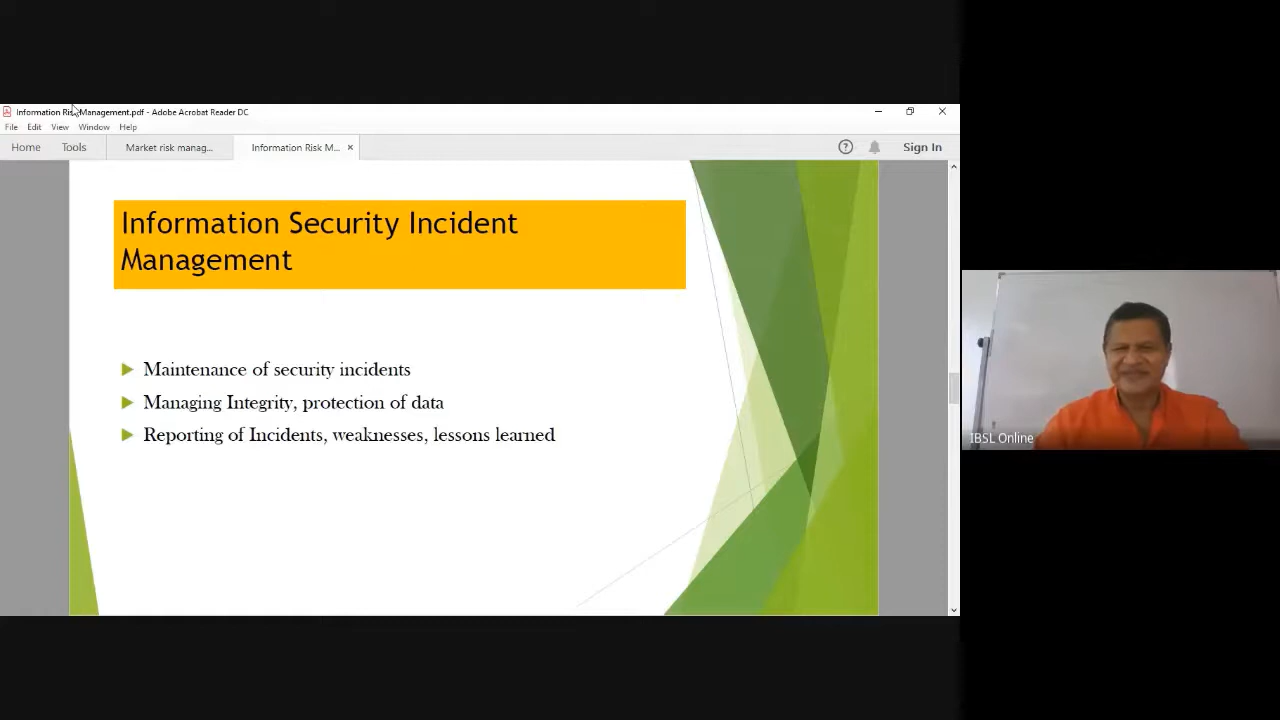 Information Risk Management.pdf - Adobe Acrobat Reader DC
File Edit View Window Help
Home Tools Market risk manag... Information Risk M... × ? Sign In
Information Security Incident
Management
Maintenance of security incidents
Managing Integrity, protection of data
Reporting of Incidents, weaknesses, lessons learned
IBSL Online